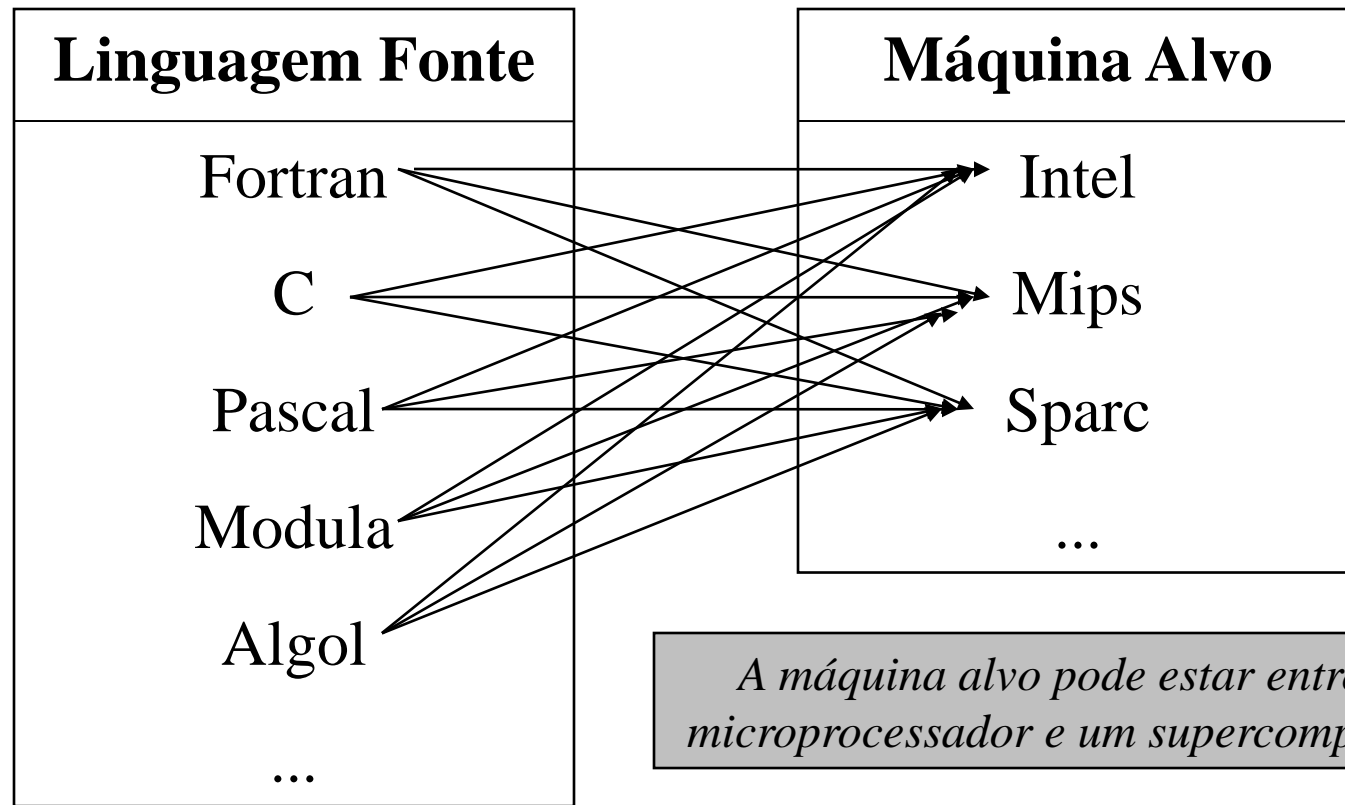 Linguagem Fonte
Fortran
C
Pascal
Modula
Algol
...
Máquina Alvo
Intel
Mips
Sparc
...
A máquina alvo pode estar entr
microprocessador e um supercomp